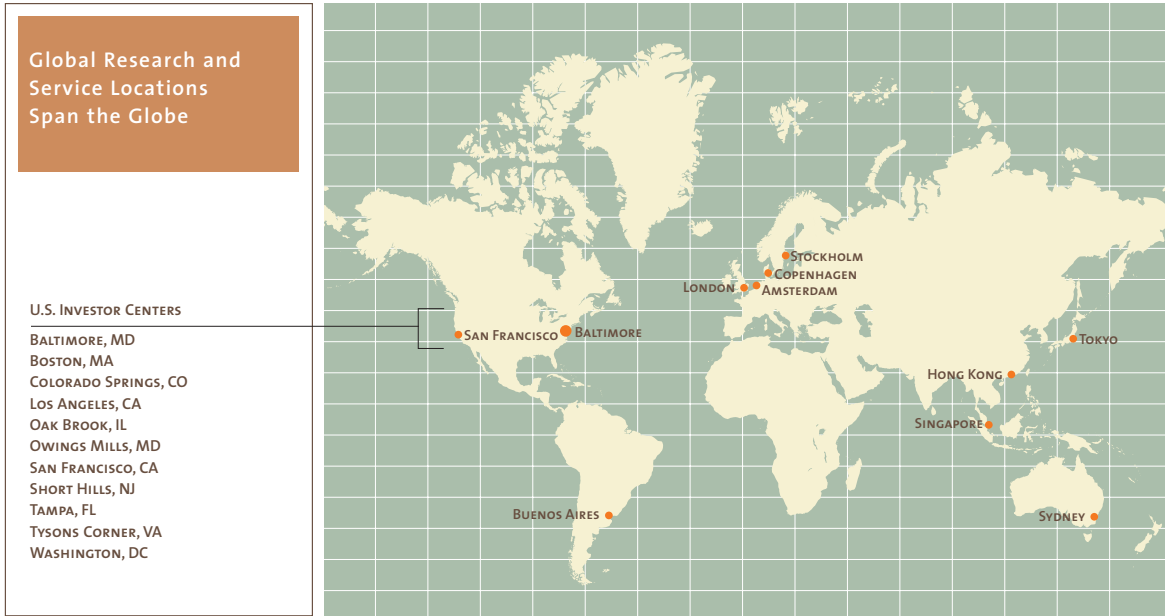 Global Research and
Service Locations
Span the Globe
U.S. Investor Centers
Baltimore, MD
Boston, MA
Colorado Springs, CO
Los Angeles, CA
Oak Brook, IL
Owings Mills, MD
San Francisco, CA
Short Hills, NJ
Tampa, FL
Tysons Corner, VA
Washington, DC
Stockholm
Copenhagen
London
Amsterdam
San Francisco
Baltimore
Tokyo
Hong Kong
Singapore
Buenos Aires
Sydney